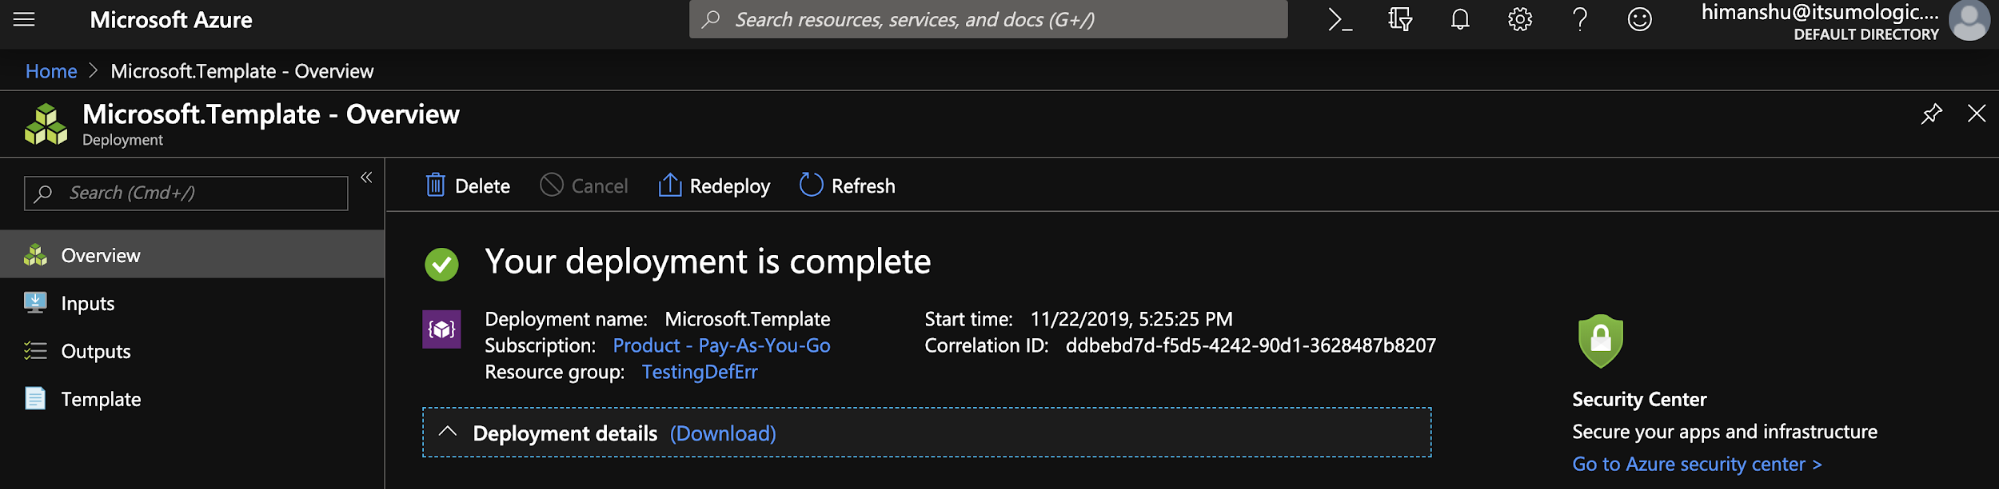 Microsoft Azure
Search resources, services, and docs (G+/)
himanshu@itsumologic....
DEFAULT DIRECTORY
Home > Microsoft.Template - Overview
Microsoft.Template - Overview
Deployment
Search (Cmd+/)
«
Delete Cancel Redeploy Refresh
Overview
Inputs
Outputs
Template
Your deployment is complete
Deployment name: Microsoft.Template
Subscription: Product - Pay-As-You-Go
Resource group: TestingDefErr
Start time: 11/22/2019, 5:25:25 PM
Correlation ID: ddbebd7d-f5d5-4242-90d1-3628487b8207
Deployment details (Download)
Security Center
Secure your apps and infrastructure
Go to Azure security center >